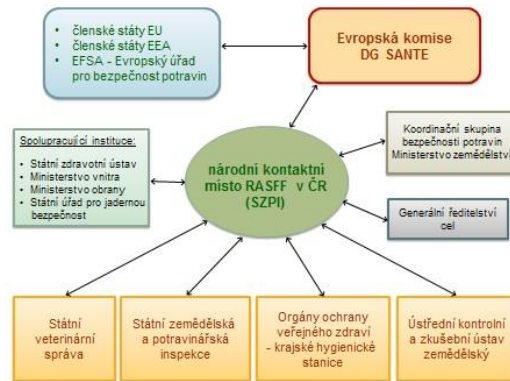 • členské státy EU
• členské státy EEA
• EFSA - Evropský úřad
pro bezpečnost potravin
Evropská komise
DG SANTE
Spolupracující instituce:
• Státní zdravotní ústav
• Ministerstvo vnitra
• Ministerstvo obrany
• Státní úřad pro jadernou
bezpečnost
národní kontaktní
místo RASFF v ČR
(SZPI)
Koordinační skupina
bezpečnosti potravin
Ministerstvo zemědělství
Generální ředitelství
cel
Státní
veterinární
správa
Státní zemědělská
a potravinářská
inspekce
Orgány ochrany
veřejného zdraví
- krajské hygienické
stanice
Ústřední kontrolní
a zkušební ústav
zemědělský